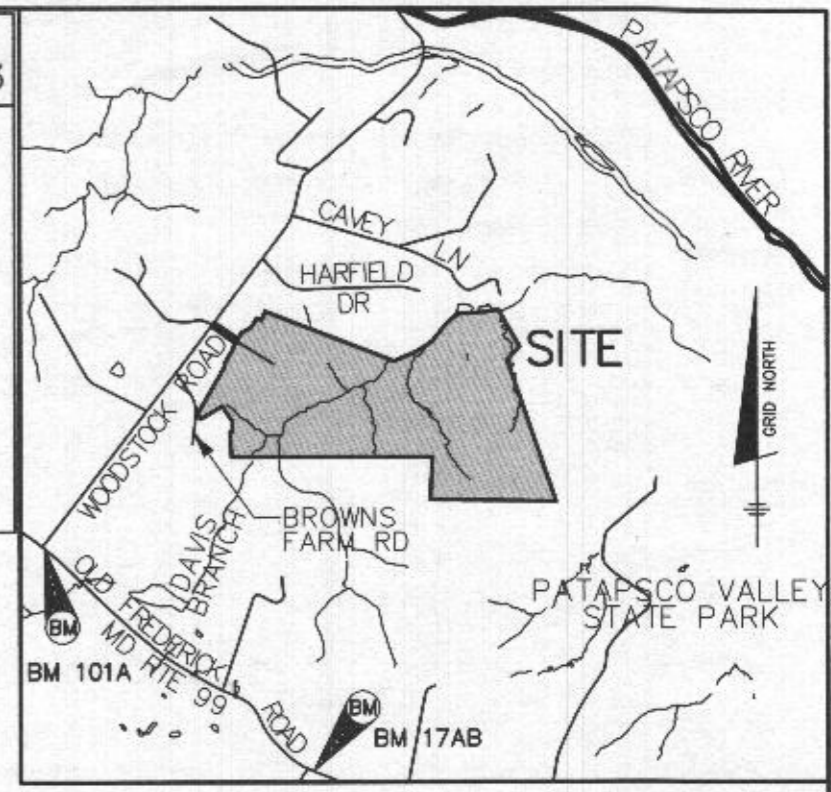 S
PATAPSCO RIVER
CAVEY
LN
HARFIELD
DR
SITE
GRID NORTH
WOODSTOCK ROAD
BROWNS
FARM RD
DAVIS
BRANCH
PATAPSCO VALLEY
STATE PARK
OLD FREDERICK ROAD
MD RTE 99
BM
BM 101A
BM
BM 17AB